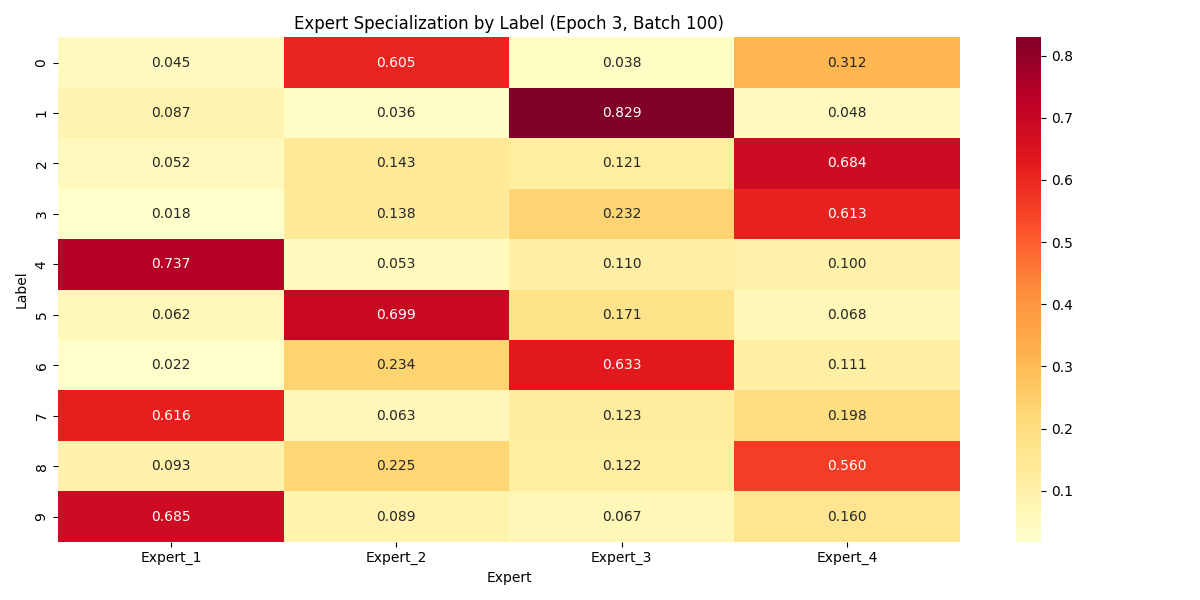 Expert Specialization by Label (Epoch 3, Batch 100)
Label
0 0.045 0.605 0.038 0.312
1 0.087 0.036 0.829 0.048
2 0.052 0.143 0.121 0.684
3 0.018 0.138 0.232 0.613
4 0.737 0.053 0.110 0.100
5 0.062 0.699 0.171 0.068
6 0.022 0.234 0.633 0.111
7 0.616 0.063 0.123 0.198
8 0.093 0.225 0.122 0.560
9 0.685 0.089 0.067 0.160
Expert_1 Expert_2 Expert_3 Expert_4
Expert
0.8
0.7
0.6
0.5
0.4
0.3
0.2
0.1